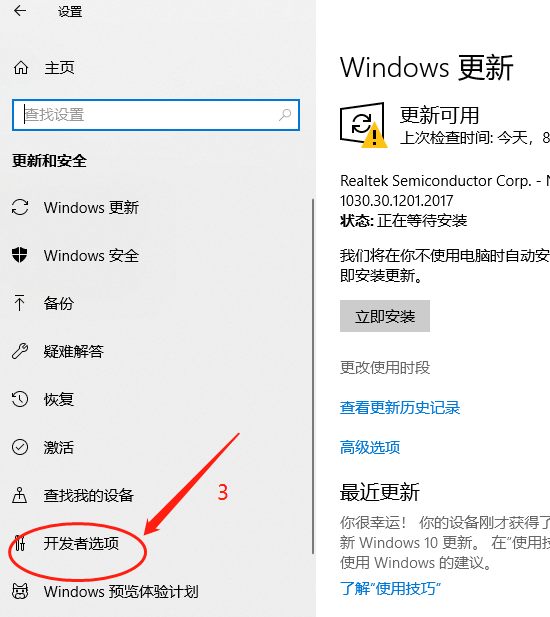 设置
主页
查找设置
更新和安全
Windows 更新
Windows 安全
备份
疑难解答
恢复
激活
查找我的设备
3
开发者选项
Windows 预览体验计划
Windows 更新
更新可用
上次检查时间: 今天, 8
Realtek Semiconductor Corp. - N
1030.30.1201.2017
状态: 正在等待安装
我们将在你不使用电脑时自动安
即安装更新。
立即安装
更改使用时段
查看更新历史记录
高级选项
最近更新
你很幸运! 你的设备刚才获得了
新 Windows 10 更新。 在“使用技
使用 Windows 的建议。
了解“使用技巧”